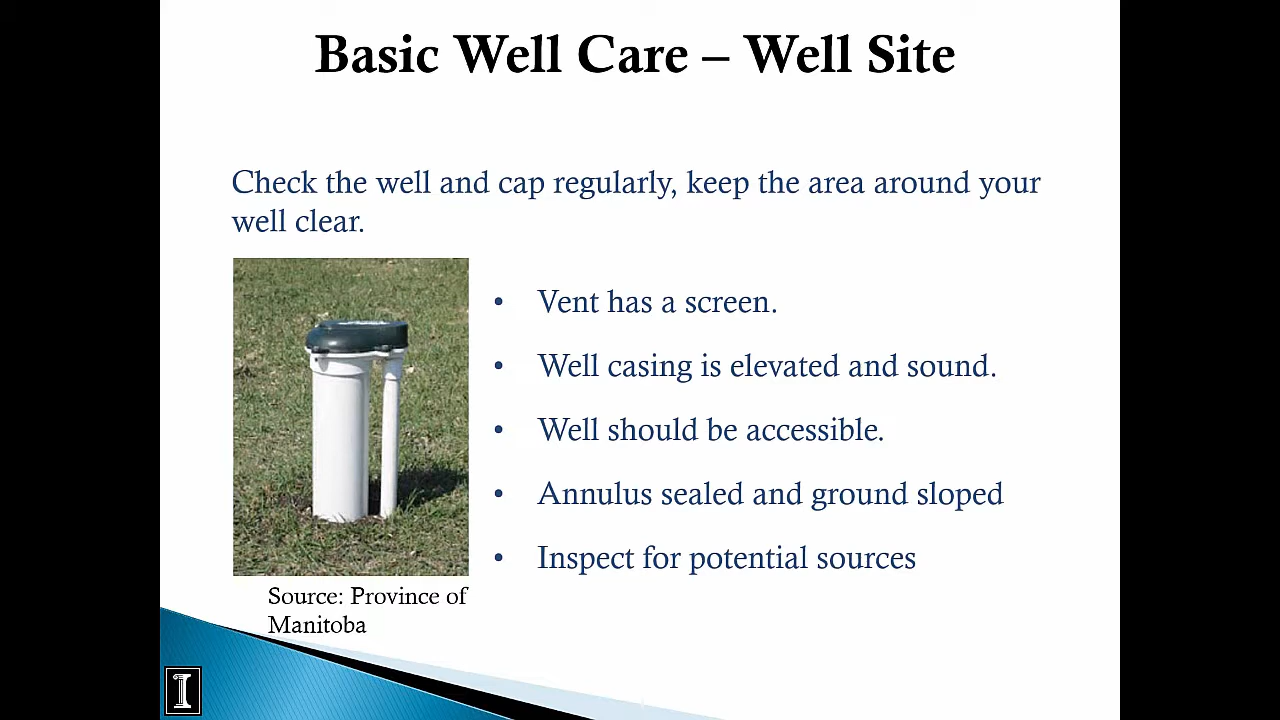 Basic Well Care – Well Site
Check the well and cap regularly, keep the area around your
well clear.
• Vent has a screen.
• Well casing is elevated and sound.
• Well should be accessible.
• Annulus sealed and ground sloped
• Inspect for potential sources
Source: Province of
Manitoba
I